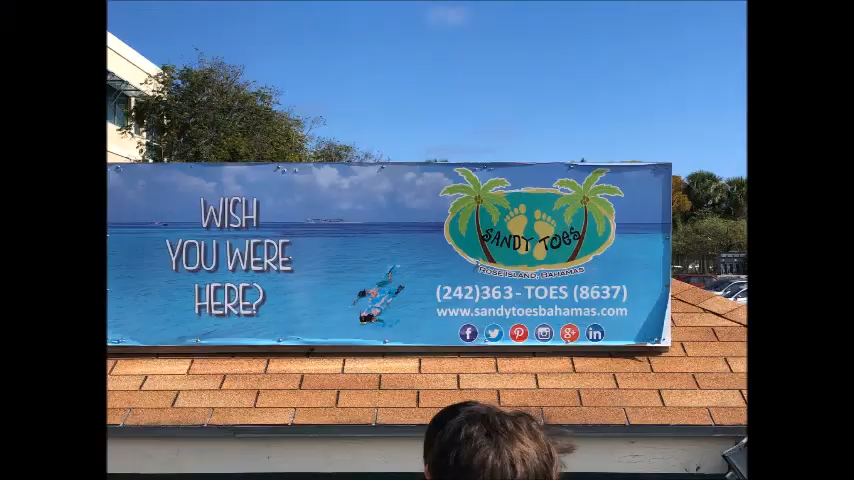 WISH
YOU WERE
HERE?
SANDY TOES
ROSE ISLAND, BAHAMAS
(242)363-TOES (8637)
www.sandytoesbahamas.com